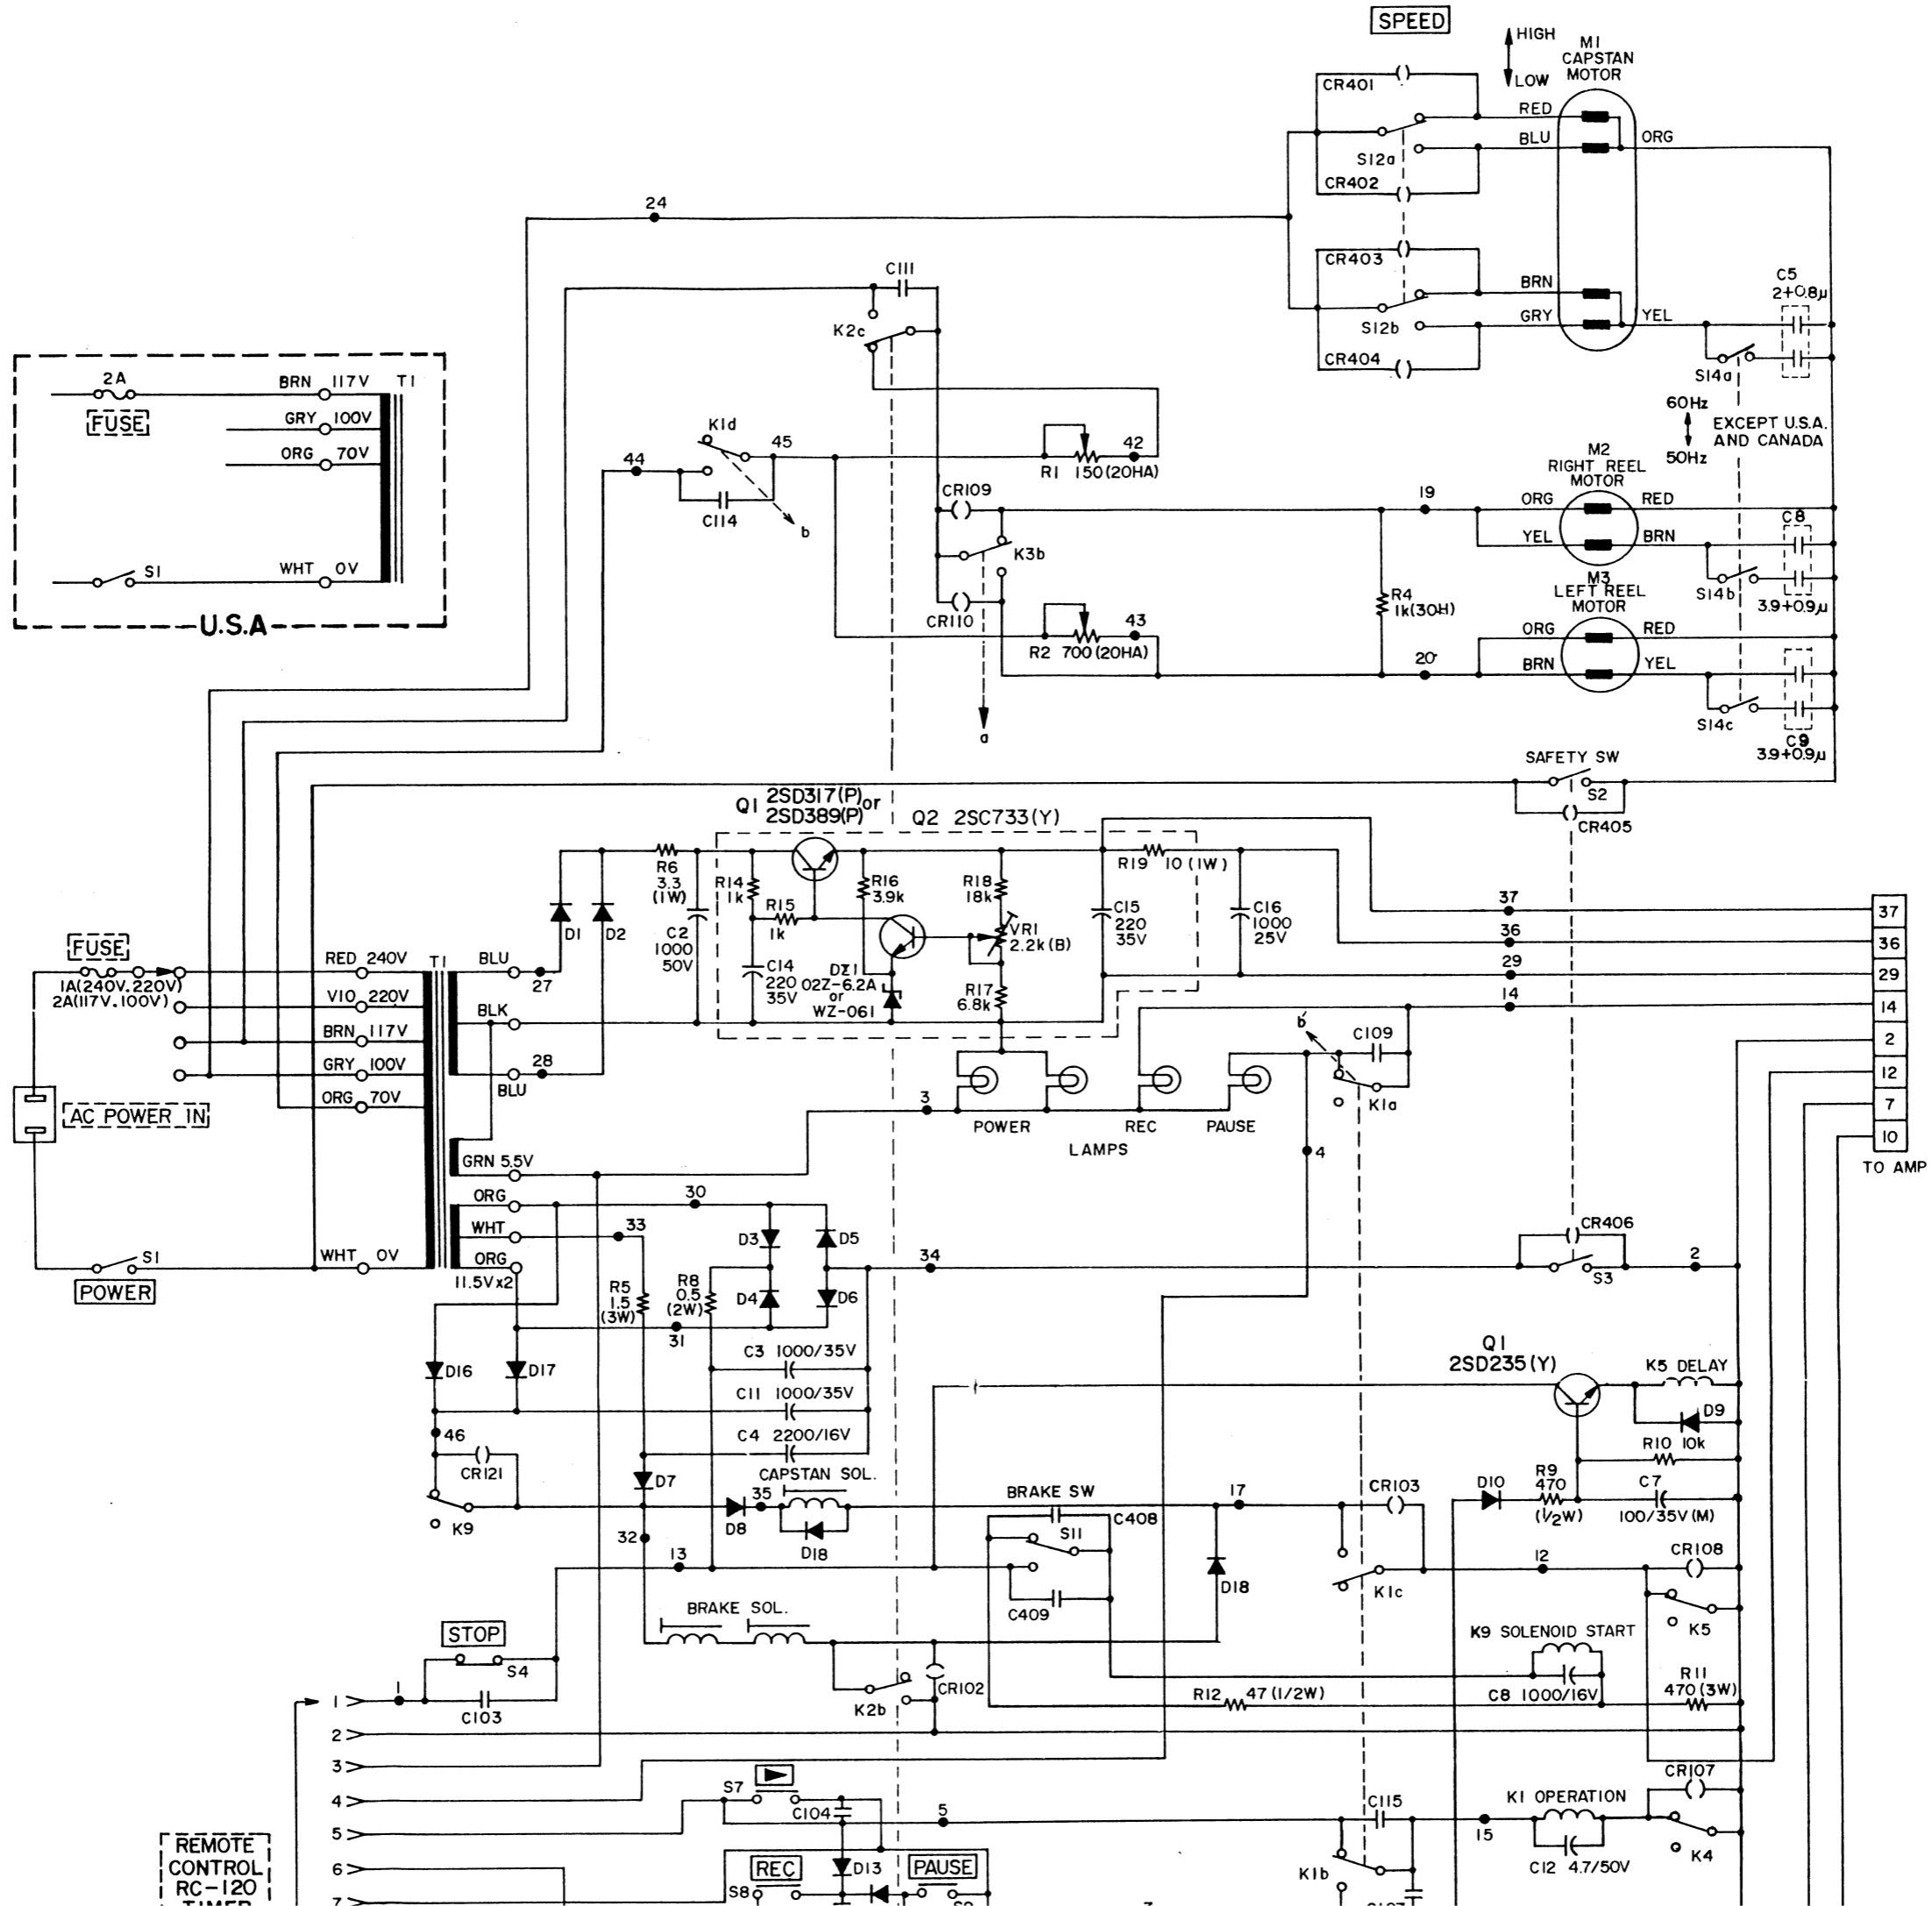 SPEED
HIGH
LOW
M1
CAPSTAN
MOTOR
CR401
RED
BLU
ORG
S12a
CR402
24
CR403
BRN
GRY
YEL
S12b
CR404
C5
2+0.8μ
S14a
60Hz
50Hz
EXCEPT U.S.A.
AND CANADA
C111
K2c
2A
FUSE
BRN 117V
T1
GRY 100V
ORG 70V
S1
WHT 0V
U.S.A
K1d
44
45
C114
b
R1 150(20HA)
42
CR109
K3b
CR110
R2 700(20HA)
43
a
19
R4
1k(30H)
20
M2
RIGHT REEL
MOTOR
ORG
RED
YEL
BRN
C8
S14b
3.9+0.9μ
M3
LEFT REEL
MOTOR
ORG
RED
BRN
YEL
S14c
C9
3.9+0.9μ
SAFETY SW
S2
CR405
Q1 2SD317(P) or
2SD389(P)
Q2 2SC733(Y)
R6
3.3
(1W)
R14
1k
R15
1k
R16
3.9k
R18
18k
VR1
2.2k(B)
R19 10(1W)
C2
1000
50V
C14
220
35V
DZ1
02Z-6.2A
or
WZ-061
R17
6.8k
C15
220
35V
C16
1000
25V
D1
D2
37
36
29
14
37
36
29
14
2
12
7
10
TO AMP
FUSE
1A(240V.220V)
2A(117V.100V)
RED 240V
VIO 220V
BRN 117V
GRY 100V
ORG 70V
T1
BLU
27
BLK
28
BLU
GRN 5.5V
AC POWER IN
3
POWER
REC
PAUSE
LAMPS
b'
C109
K1a
4
S1
POWER
WHT 0V
ORG
WHT
ORG
11.5Vx2
30
33
31
R5
1.5
(3W)
R8
0.5
(2W)
D3
D5
D4
D6
34
CR406
S3
2
D16
D17
C3 1000/35V
C11 1000/35V
C4 2200/16V
46
CR121
K9
D7
32
D8
35
CAPSTAN SOL.
D18
BRAKE SW
C408
S11
C409
17
CR103
K1c
D18
13
Q1
2SD235(Y)
K5 DELAY
D9
R10 10k
D10
R9
470
(1/2W)
C7
100/35V(M)
CR108
12
K5
BRAKE SOL.
K2b
CR102
K9 SOLENOID START
C8 1000/16V
R11
470(3W)
R12 47(1/2W)
STOP
S4
C103
1
1
2
3
4
5
6
7
REMOTE
CONTROL
RC-120
TIMER
S7
C104
5
D13
REC
S8
PAUSE
C115
K1b
15
K1 OPERATION
C12 4.7/50V
CR107
K4